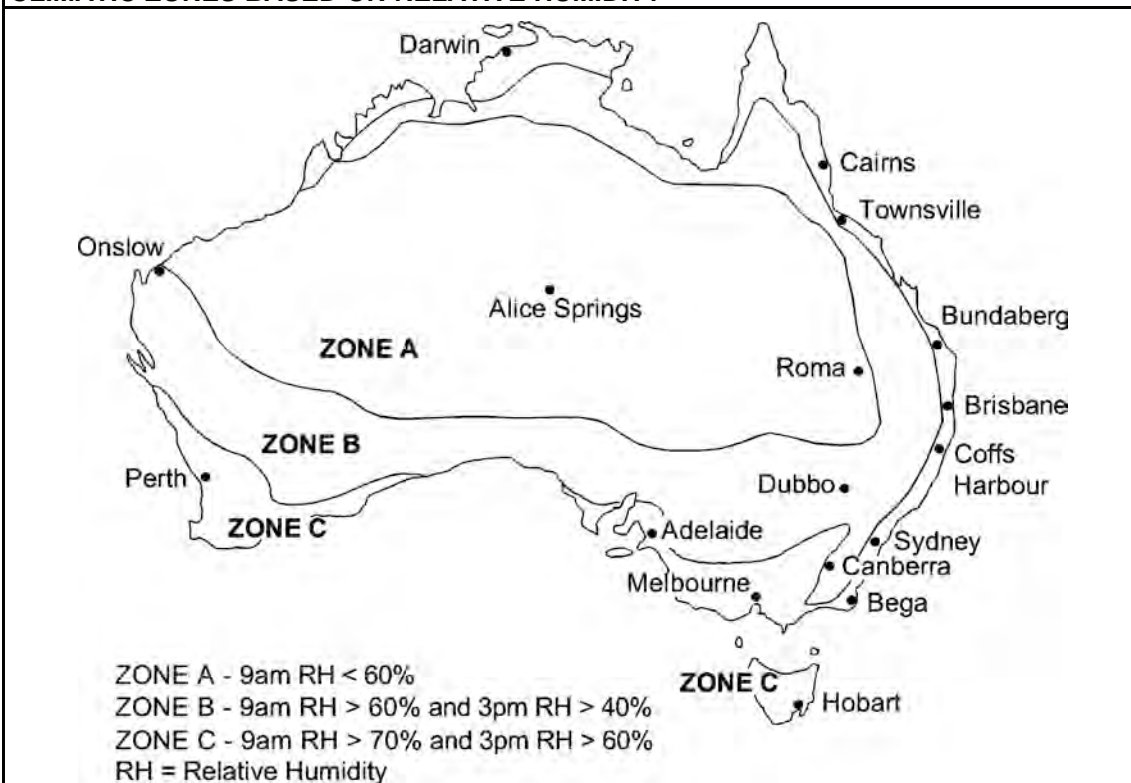 Darwin
Cairns
Townsville
Onslow
Alice Springs
Bundaberg
ZONE A
Roma
Brisbane
ZONE B
Coffs
Harbour
Perth
Dubbo
ZONE C
Adelaide
Sydney
Canberra
Melbourne
Bega
ZONE C
Hobart
ZONE A - 9am RH < 60%
ZONE B - 9am RH > 60% and 3pm RH > 40%
ZONE C - 9am RH > 70% and 3pm RH > 60%
RH = Relative Humidity